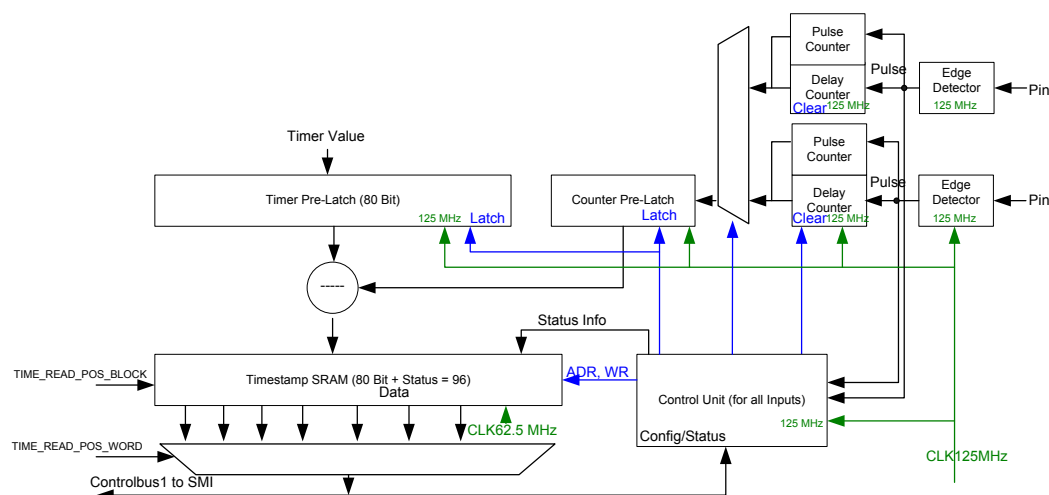 Pulse
Counter
Delay
Counter
Clear
125 MHz
Pulse
Edge
Detector
125 MHz
Pin
Timer Value
Pulse
Counter
Timer Pre-Latch (80 Bit)
125 MHz
Latch
Counter Pre-Latch
Latch
Delay
Counter
Clear
125 MHz
Pulse
Edge
Detector
125 MHz
Pin
-----
Status Info
TIME_READ_POS_BLOCK
Timestamp SRAM (80 Bit + Status = 96)
Data
ADR, WR
Control Unit (for all Inputs)
125 MHz
Config/Status
CLK62.5 MHz
TIME_READ_POS_WORD
CLK125MHz
Controlbus1 to SMI